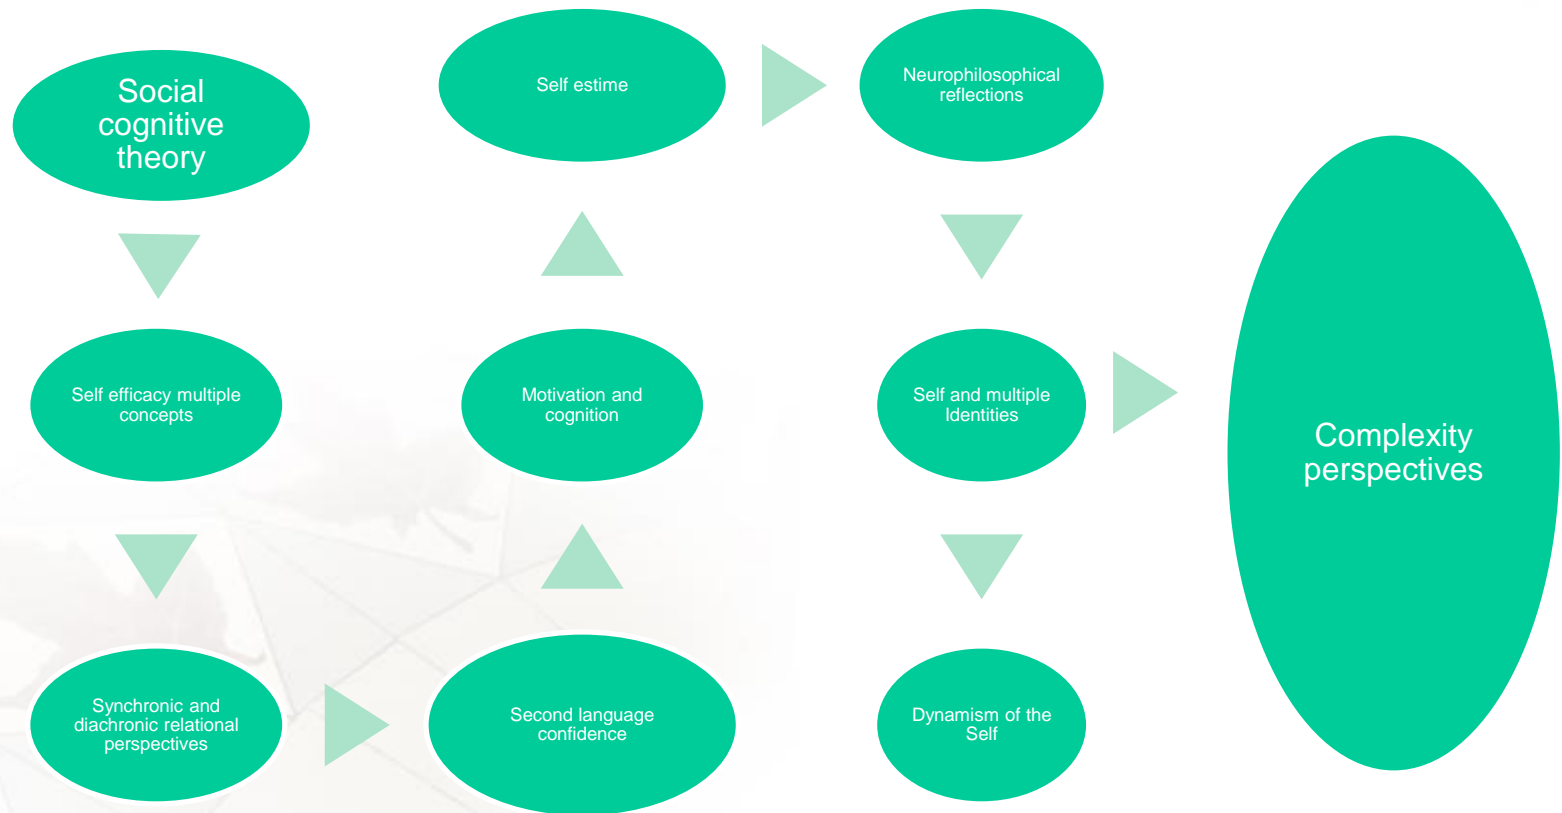 Social
cognitive
theory
Self efficacy multiple
concepts
Synchronic and
diachronic relational
perspectives
Second language
confidence
Motivation and
cognition
Self estime
Neurophilosophical
reflections
Self and multiple
Identities
Dynamism of the
Self
Complexity
perspectives